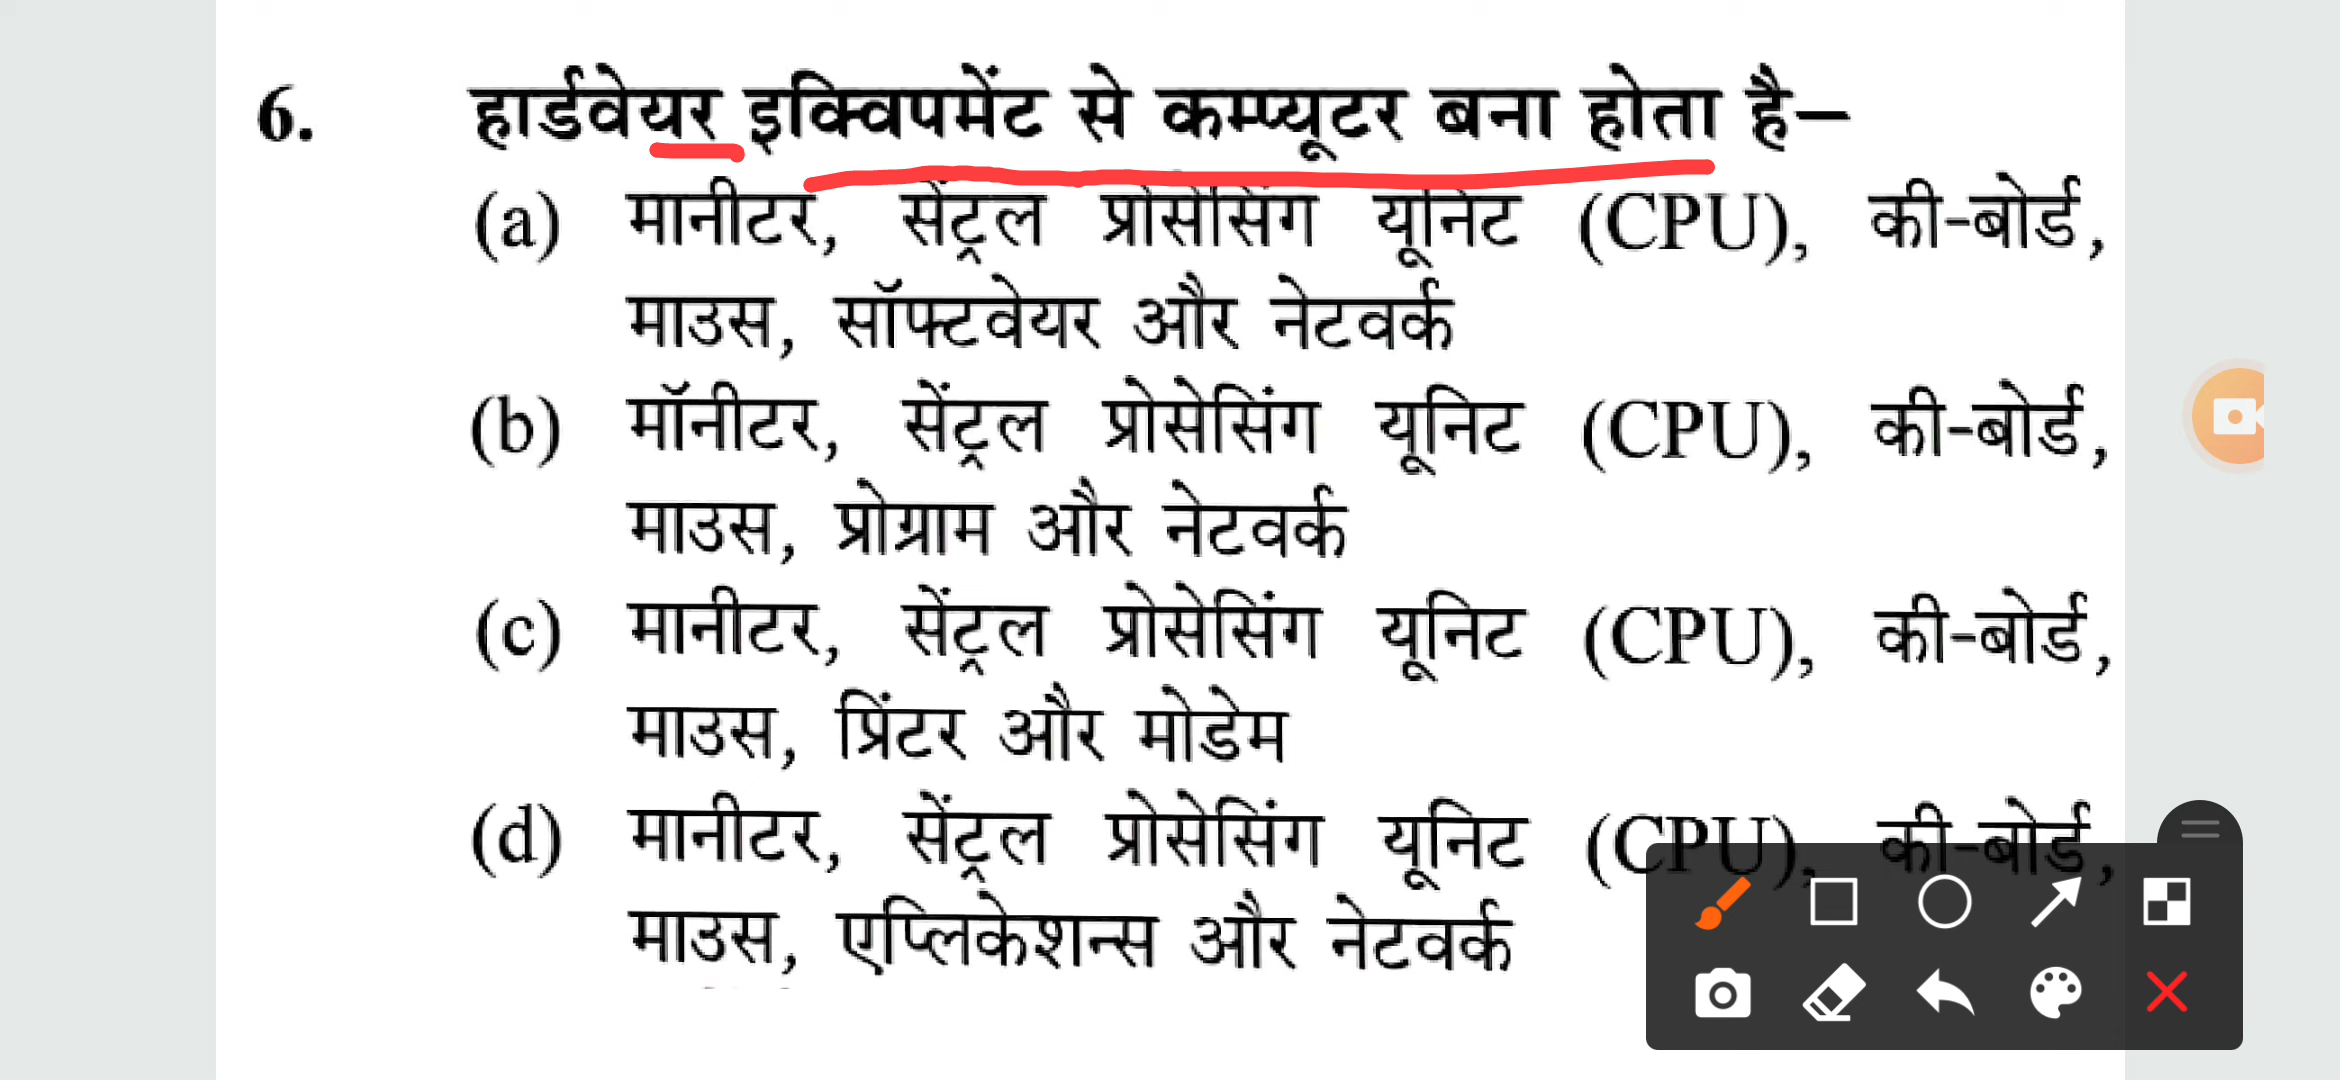 6. हार्डवेयर इक्विपमेंट से कम्प्यूटर बना होता है–
(a) मानीटर, सेंट्रल प्रोसेसिंग यूनिट (CPU), की-बोर्ड,
माउस, सॉफ्टवेयर और नेटवर्क
(b) मॉनीटर, सेंट्रल प्रोसेसिंग यूनिट (CPU), की-बोर्ड,
माउस, प्रोग्राम और नेटवर्क
(c) मानीटर, सेंट्रल प्रोसेसिंग यूनिट (CPU), की-बोर्ड,
माउस, प्रिंटर और मोडेम
(d) मानीटर, सेंट्रल प्रोसेसिंग यूनिट (CPU), की-बोर्ड,
माउस, एप्लिकेशन्स और नेटवर्क